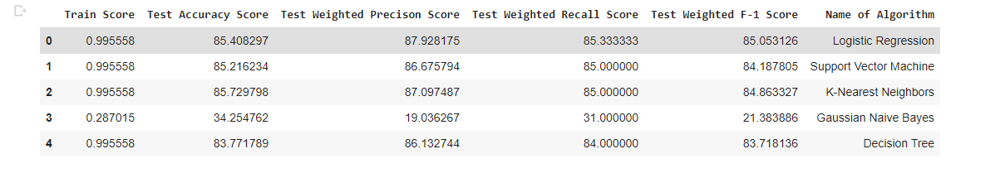 Train Score Test Accuracy Score Test Weighted Precison Score Test Weighted Recall Score Test Weighted F-1 Score Name of Algorithm
0 0.995558 85.408297 87.928175 85.333333 85.053126 Logistic Regression
1 0.995558 85.216234 86.675794 85.000000 84.187805 Support Vector Machine
2 0.995558 85.729798 87.097487 85.000000 84.863327 K-Nearest Neighbors
3 0.287015 34.254762 19.036267 31.000000 21.383886 Gaussian Naive Bayes
4 0.995558 83.771789 86.132744 84.000000 83.718136 Decision Tree